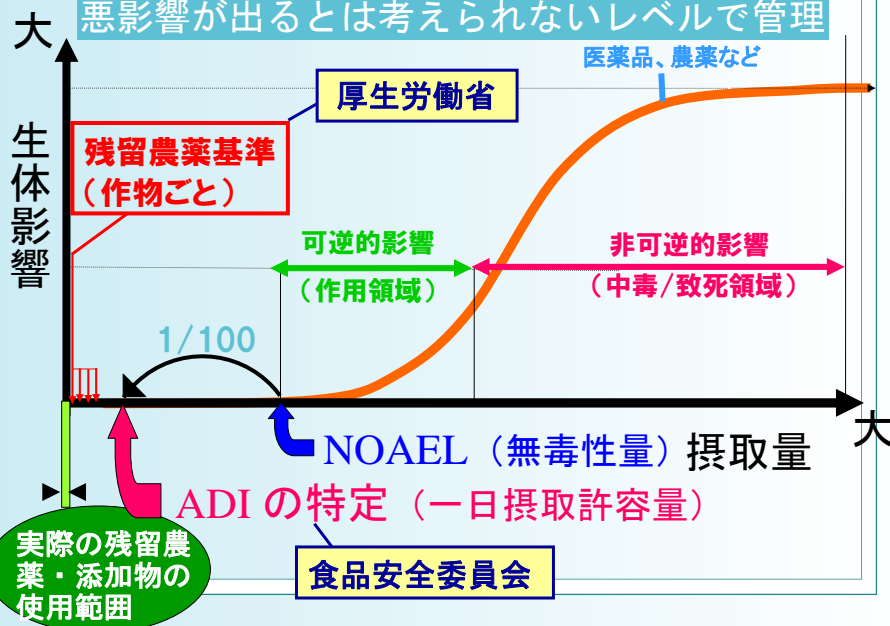 悪影響が出るとは考えられないレベルで管理
大
医薬品、農薬など
厚生労働省
残留農薬基準
（作物ごと）
生体影響
可逆的影響
（作用領域）
非可逆的影響
（中毒/致死領域）
1/100
大
NOAEL（無毒性量）
摂取量
ADIの特定（一日摂取許容量）
実際の残留農
薬・添加物の
使用範囲
食品安全委員会